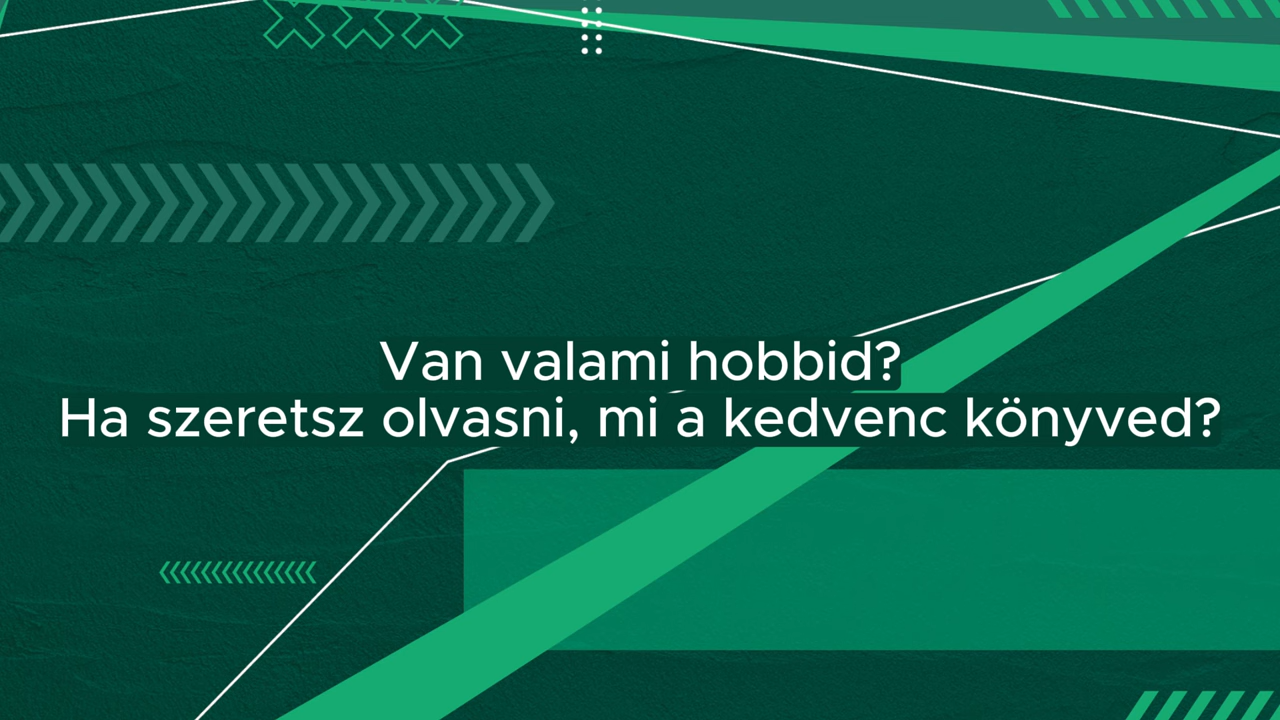 Van valami hobbid?
Ha szeretsz olvasni, mi a kedvenc könyved?